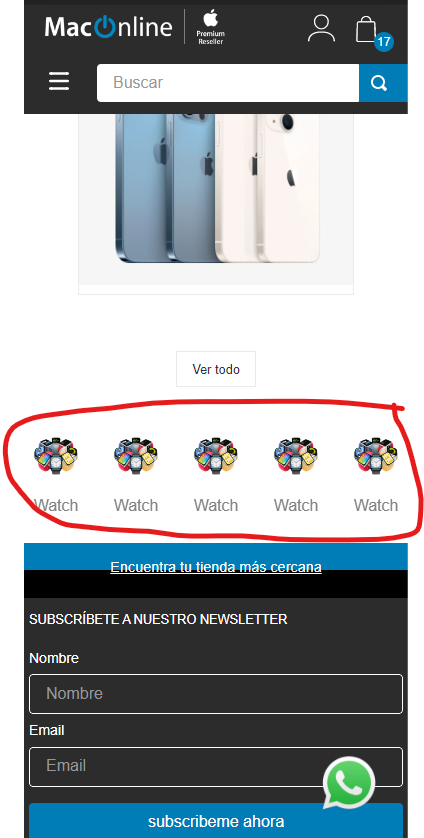 MacOnline
Premium
Reseller
17
Buscar
Ver todo
Watch Watch Watch Watch Watch
Encuentra tu tienda más cercana
SUBSCRÍBETE A NUESTRO NEWSLETTER
Nombre
Nombre
Email
Email
subscribeme ahora